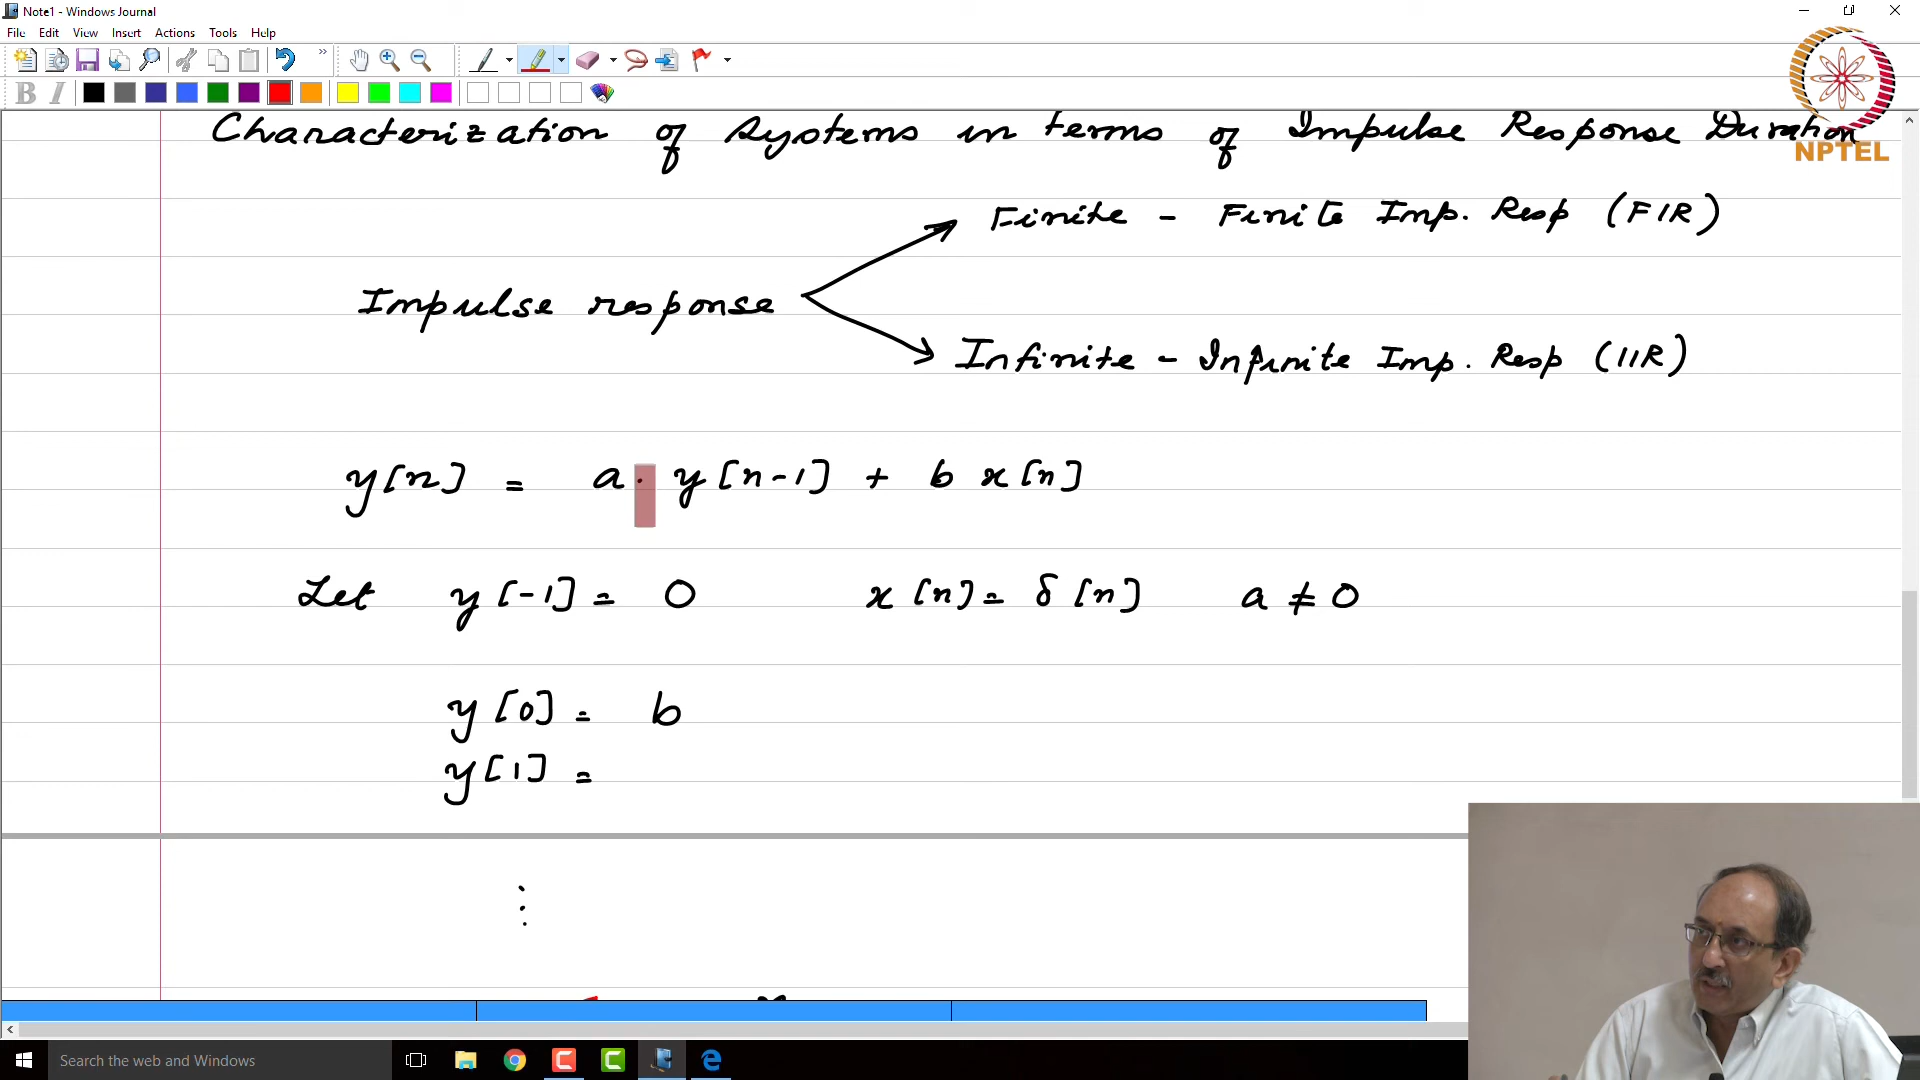 Note1 - Windows Journal
File Edit View Insert Actions Tools Help
B I
NPTEL
Characterization of systems in terms of Impulse Response Duration
Finite - Finite Imp. Resp (FIR)
Impulse response
Infinite - Infinite Imp. Resp (IIR)
y[n] = a . y[n-1] + b x[n]
Let y[-1] = 0 x[n] = δ[n] a ≠ 0
y[0] = b
y[1] =
Search the web and Windows